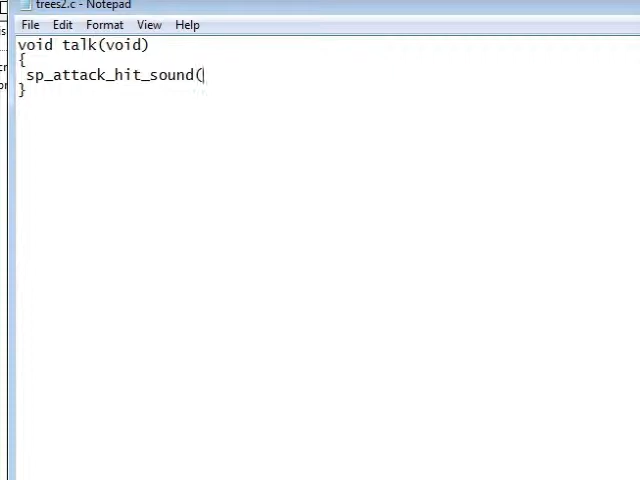 trees2.c - Notepad
File Edit Format View Help
void talk(void)
{
sp_attack_hit_sound(
}